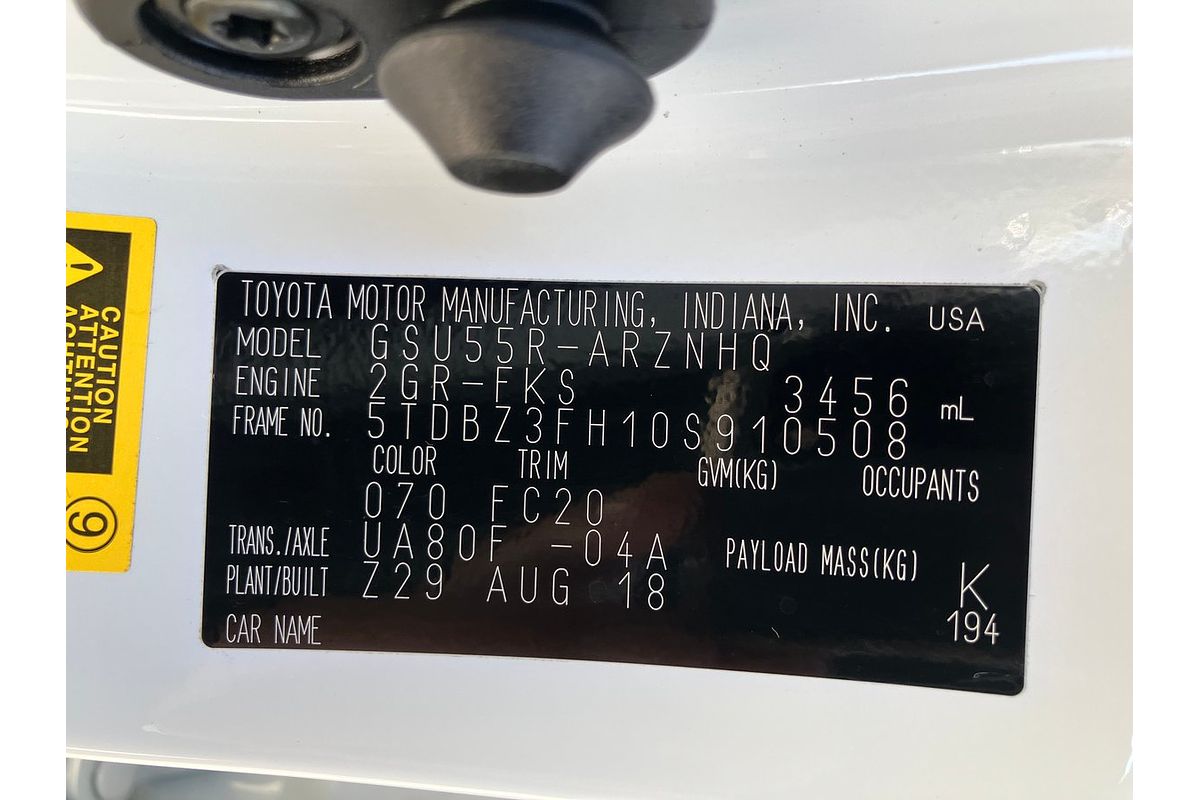 TOYOTA MOTOR MANUFACTURING, INDIANA, INC. USA
MODEL GSU55R-ARZNHQ
ENGINE 2GR-FKS 3456 mL
FRAME NO. 5TDBZ3FH10S910508
COLOR TRIM GVM(KG) OCCUPANTS
070 FC20
TRANS./AXLE UA80F -04A PAYLOAD MASS(KG)
PLANT/BUILT Z29 AUG 18 K
CAR NAME 194
CAUTION
ATTENTION
9